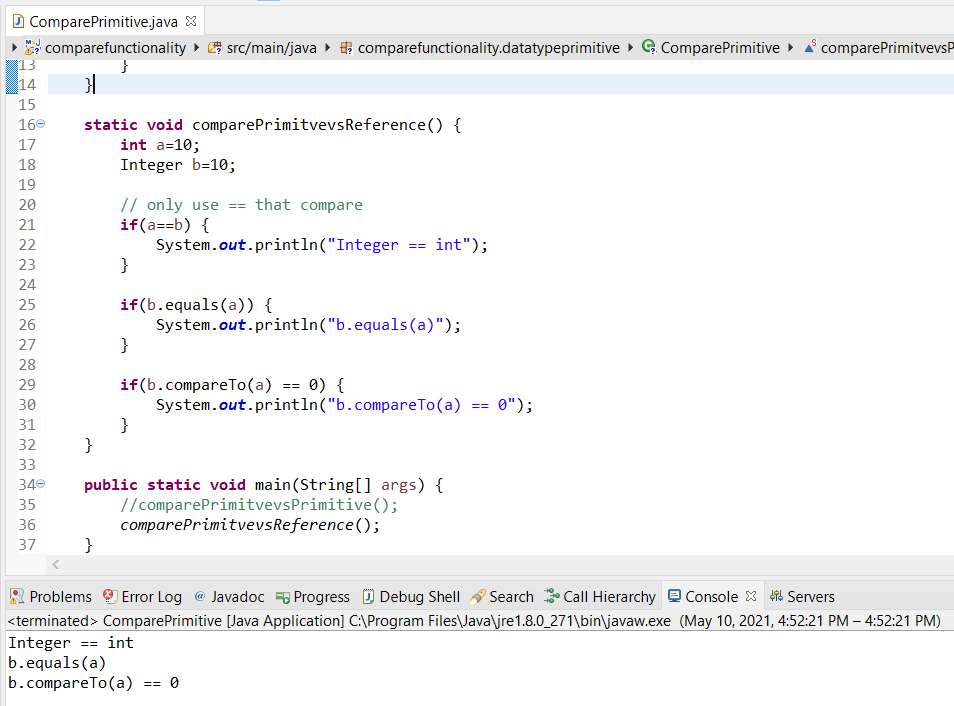 ComparePrimitive.java
comparefunctionality src/main/java comparefunctionality.datatypeprimitive ComparePrimitive comparePrimitvevsP
13 }
14 }
15
16 static void comparePrimitvevsReference() {
17 int a=10;
18 Integer b=10;
19
20 // only use == that compare
21 if(a==b) {
22 System.out.println("Integer == int");
23 }
24
25 if(b.equals(a)) {
26 System.out.println("b.equals(a)");
27 }
28
29 if(b.compareTo(a) == 0) {
30 System.out.println("b.compareTo(a) == 0");
31 }
32 }
33
34 public static void main(String[] args) {
35 //comparePrimitvevsPrimitive();
36 comparePrimitvevsReference();
37 }
Problems Error Log @ Javadoc Progress Debug Shell Search Call Hierarchy Console Servers
<terminated> ComparePrimitive [Java Application] C:\Program Files\Java\jre1.8.0_271\bin\javaw.exe (May 10, 2021, 4:52:21 PM – 4:52:21 PM)
Integer == int
b.equals(a)
b.compareTo(a) == 0